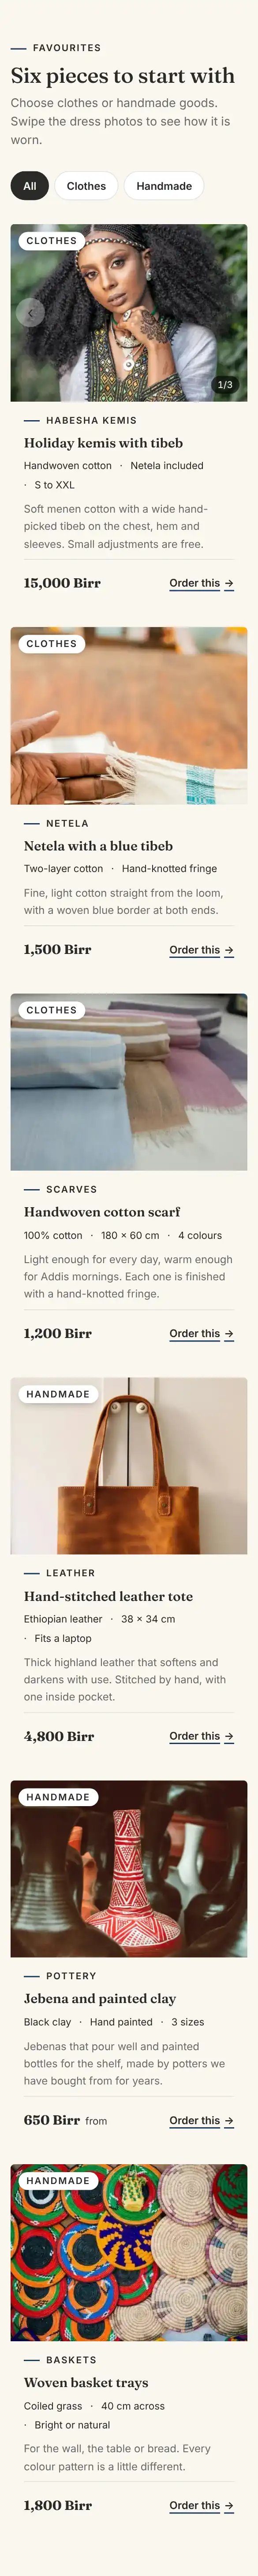 FAVOURITES
Six pieces to start with
Choose clothes or handmade goods.
Swipe the dress photos to see how it is
worn.
All Clothes Handmade
CLOTHES
‹
1/3
HABESHA KEMIS
Holiday kemis with tibeb
Handwoven cotton · Netela included
· S to XXL
Soft menen cotton with a wide hand-
picked tibeb on the chest, hem and
sleeves. Small adjustments are free.
15,000 Birr Order this →
CLOTHES
NETELA
Netela with a blue tibeb
Two-layer cotton · Hand-knotted fringe
Fine, light cotton straight from the loom,
with a woven blue border at both ends.
1,500 Birr Order this →
CLOTHES
SCARVES
Handwoven cotton scarf
100% cotton · 180 × 60 cm · 4 colours
Light enough for every day, warm enough
for Addis mornings. Each one is finished
with a hand-knotted fringe.
1,200 Birr Order this →
HANDMADE
LEATHER
Hand-stitched leather tote
Ethiopian leather · 38 × 34 cm
· Fits a laptop
Thick highland leather that softens and
darkens with use. Stitched by hand, with
one inside pocket.
4,800 Birr Order this →
HANDMADE
POTTERY
Jebena and painted clay
Black clay · Hand painted · 3 sizes
Jebenas that pour well and painted
bottles for the shelf, made by potters we
have bought from for years.
650 Birr from Order this →
HANDMADE
BASKETS
Woven basket trays
Coiled grass · 40 cm across
· Bright or natural
For the wall, the table or bread. Every
colour pattern is a little different.
1,800 Birr Order this →